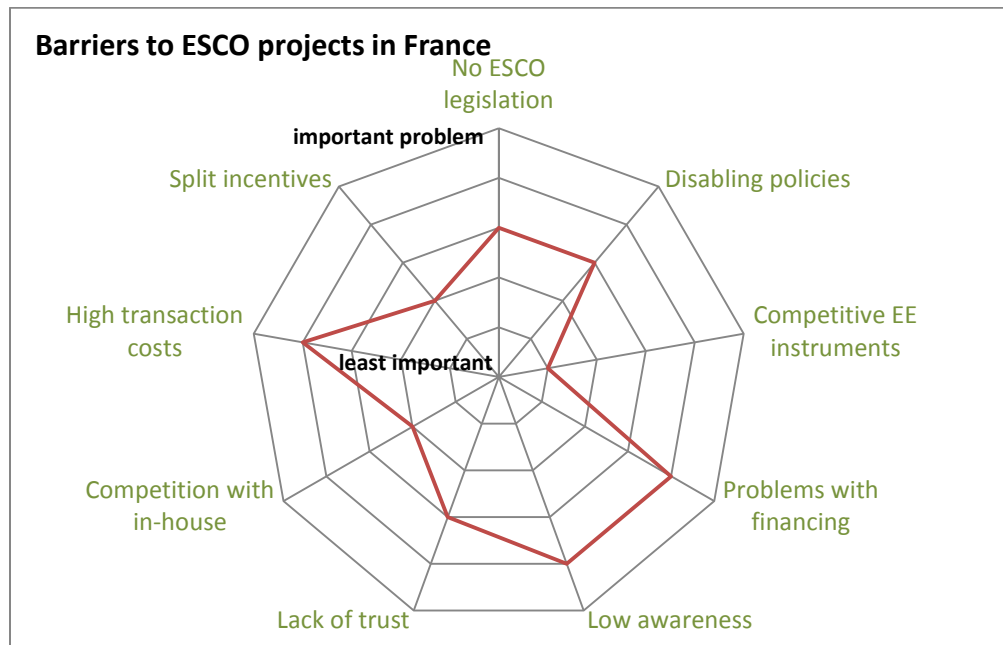 Barriers to ESCO projects in France
No ESCO
legislation
important problem
Split incentives
Disabling policies
High transaction
costs
Competitive EE
instruments
least important
Competition with
in-house
Problems with
financing
Lack of trust
Low awareness